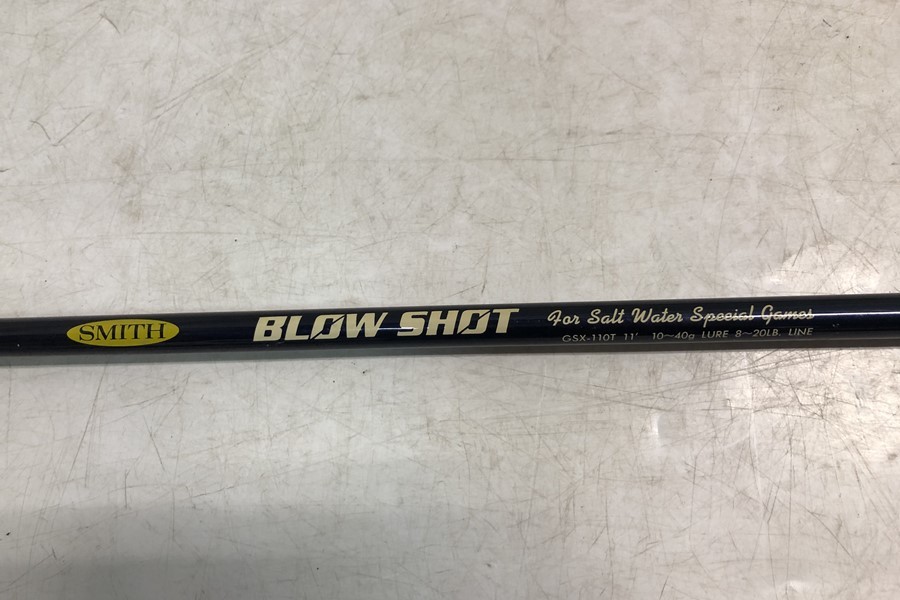 SMITH
BLOW SHOT
For Salt Water Special Games
GSX-110T 11' 10~40g LURE 8~20LB. LINE